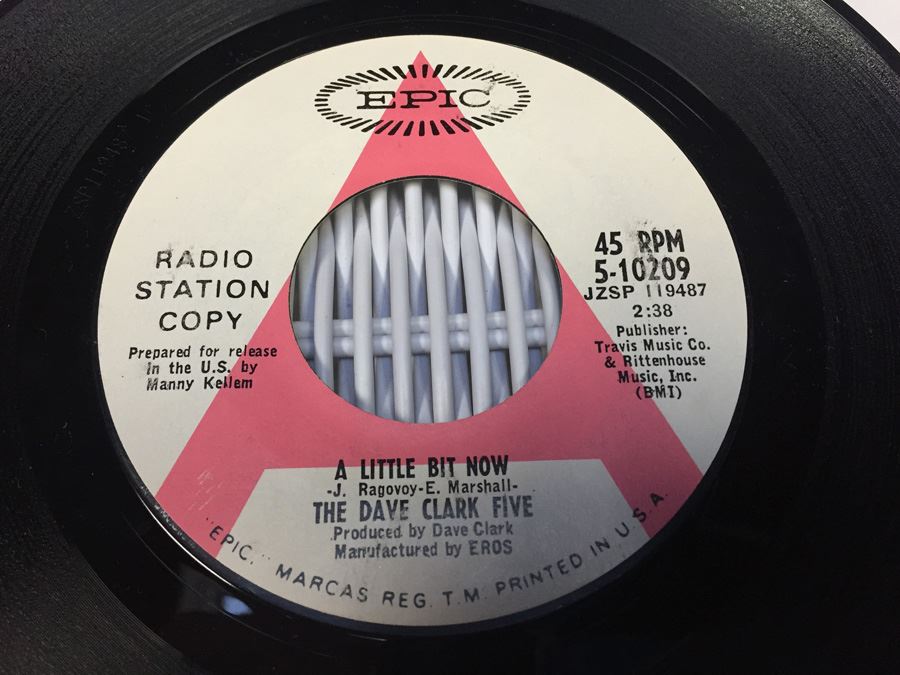 EPIC
RADIO
STATION
COPY
Prepared for release
in the U.S. by
Manny Kellem
45 RPM
5-10209
JZSP 119487
2:38
Publisher:
Travis Music Co.
& Rittenhouse
Music, Inc.
(BMI)
A LITTLE BIT NOW
-J. Ragovoy-E. Marshall-
THE DAVE CLARK FIVE
Produced by Dave Clark
Manufactured by EROS
"EPIC," MARCAS REG. T.M. PRINTED IN U.S.A.